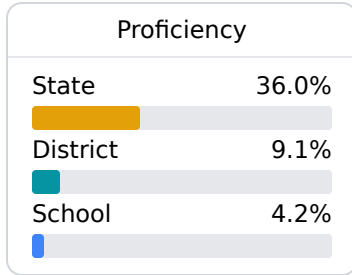 Proficiency
State 36.0%
District 9.1%
School 4.2%